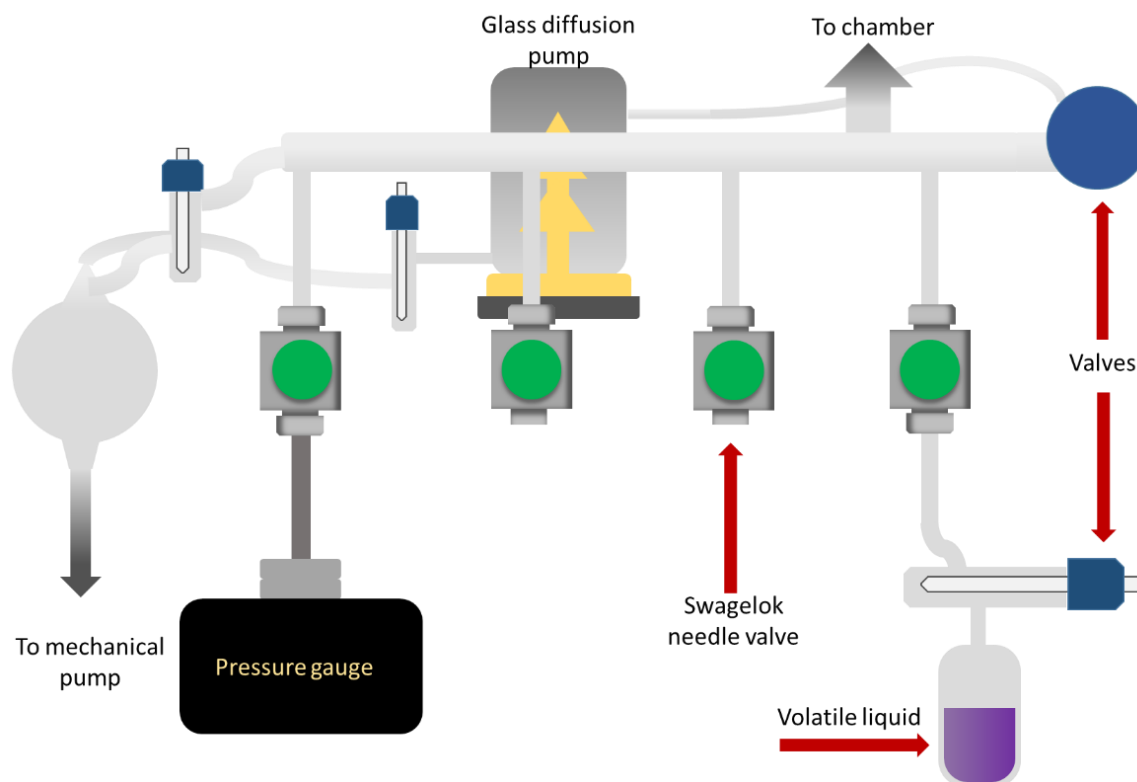 Glass diffusion
pump
To chamber
Valves
Swagelok
needle valve
To mechanical
pump
Pressure gauge
Volatile liquid